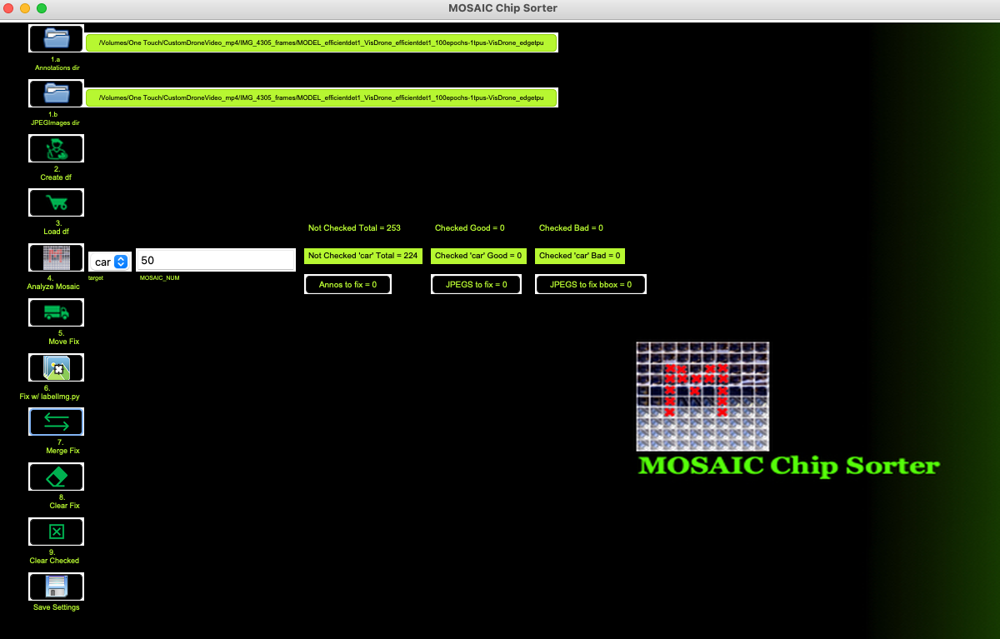 MOSAIC Chip Sorter
/Volumes/One Touch/CustomDroneVideo_mp4/IMG_4305_frames/MODEL_efficientdet1_VisDrone_efficientdet1_100epochs-1tpus-VisDrone_edgetpu
1.a
Annotations dir
/Volumes/One Touch/CustomDroneVideo_mp4/IMG_4305_frames/MODEL_efficientdet1_VisDrone_efficientdet1_100epochs-1tpus-VisDrone_edgetpu
1.b
JPEGImages dir
2.
Create df
3.
Load df
Not Checked Total = 253 Checked Good = 0 Checked Bad = 0
car 50 Not Checked 'car' Total = 224 Checked 'car' Good = 0 Checked 'car' Bad = 0
4. target MOSAIC_NUM
Analyze Mosaic Annos to fix = 0 JPEGS to fix = 0 JPEGS to fix bbox = 0
5.
Move Fix
6.
Fix w/ labelImg.py
7.
Merge Fix
MOSAIC Chip Sorter
8.
Clear Fix
9.
Clear Checked
Save Settings